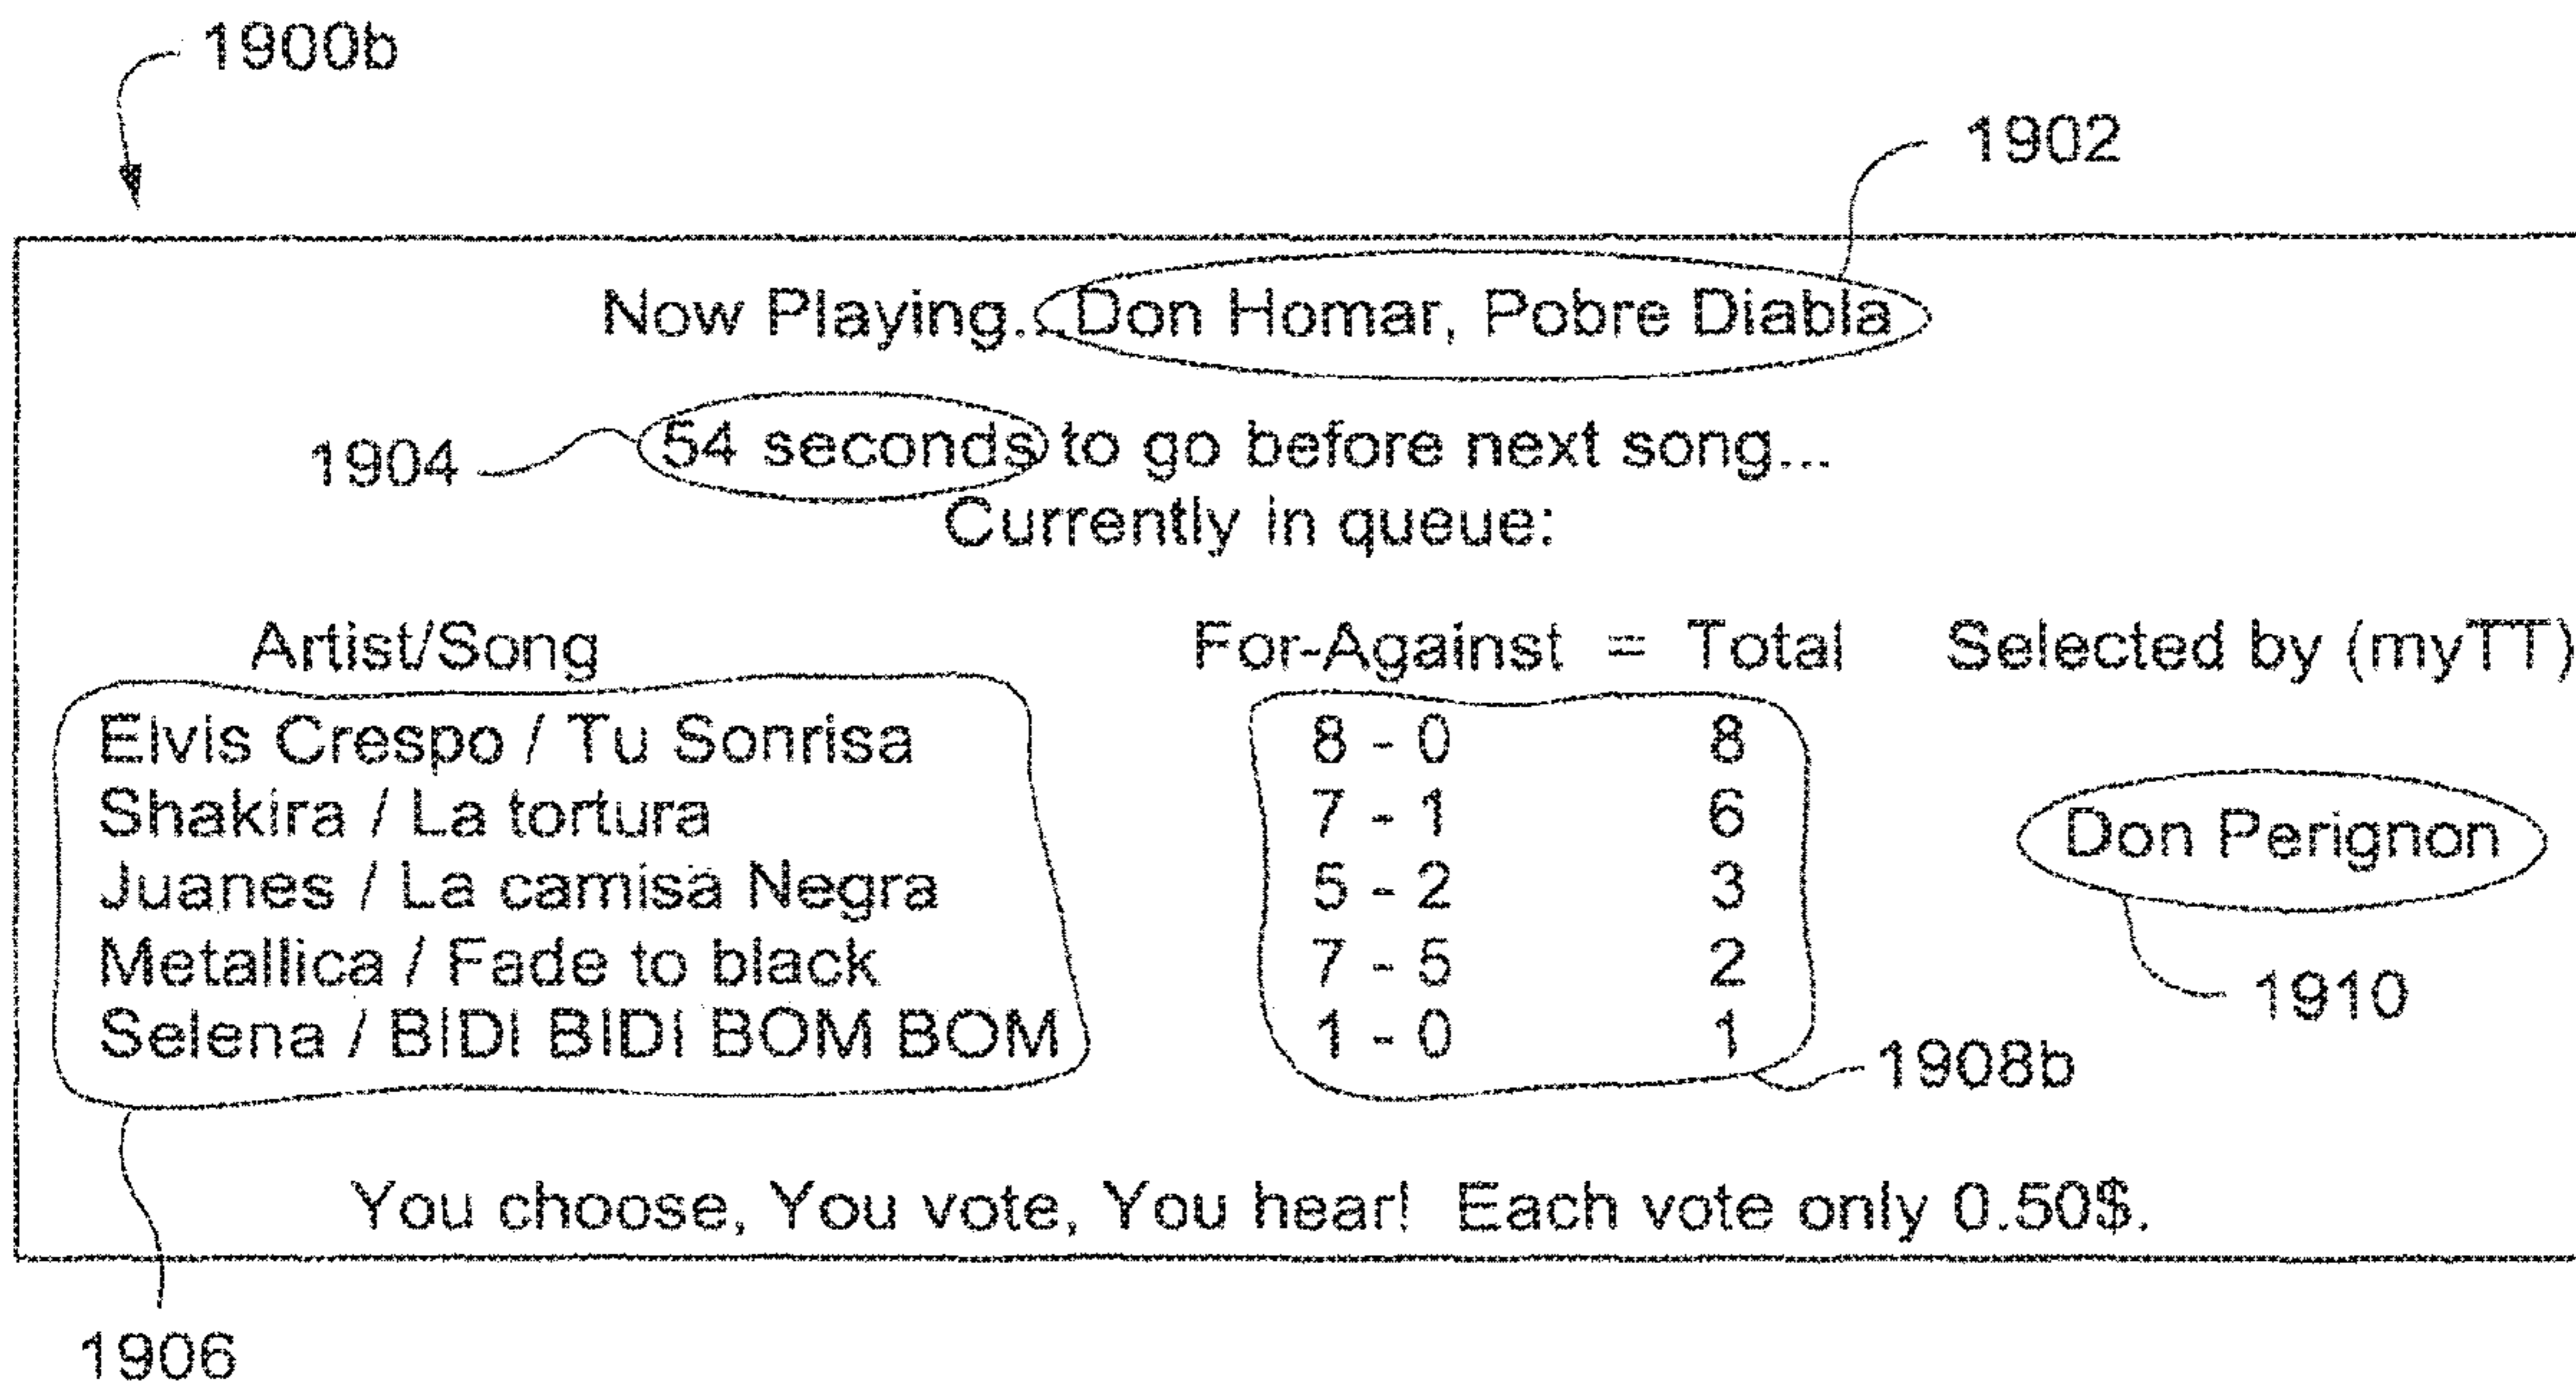 1900b
1902
Now Playing...Don Homar, Pobre Diabla
1904 54 seconds to go before next song...
Currently in queue:
Artist/Song For-Against = Total Selected by (myTT)
Elvis Crespo / Tu Sonrisa 8 - 0 8
Shakira / La tortura 7 - 1 6
Don Perignon
Juanes / La camisa Negra 5 - 2 3
Metallica / Fade to black 7 - 5 2
1910
Selena / BIDI BIDI BOM BOM 1 - 0 1
1908b
You choose, You vote, You hear! Each vote only 0.50$.
1906